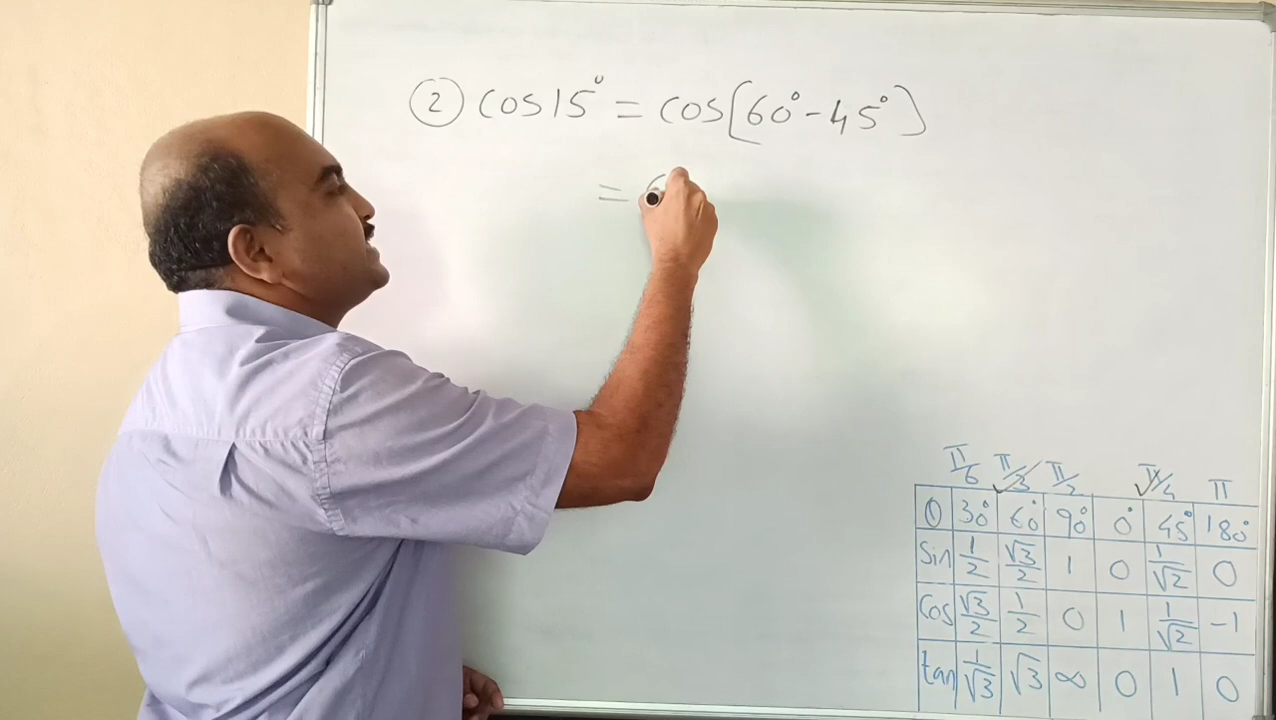 ② cos 15° = cos[60° - 45°)
=
π/6 π/3 π/2 π/4 π
θ 30° 60° 90° 0° 45° 180°
Sin 1/2 √3/2 1 0 1/√2 0
Cos √3/2 1/2 0 1 1/√2 -1
tan 1/√3 √3 ∞ 0 1 0